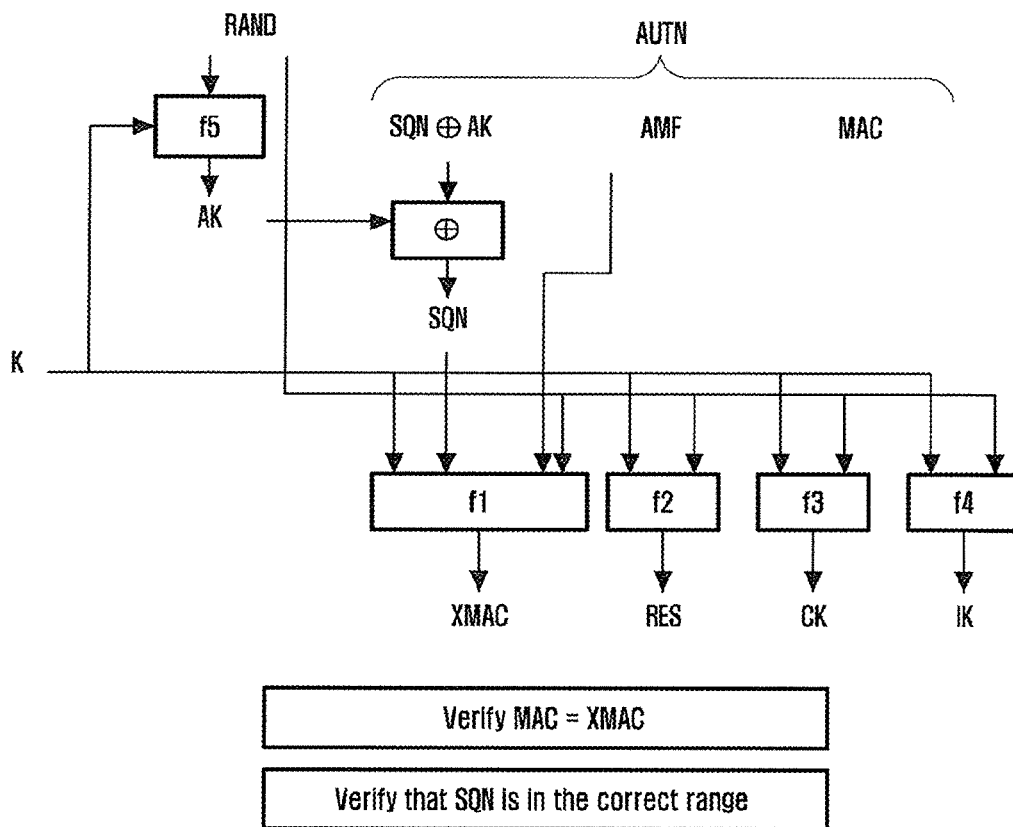 RAND
AUTN
f5
SQN ⊕ AK
AMF
MAC
AK
⊕
SQN
K
f1
f2
f3
f4
XMAC
RES
CK
IK
Verify MAC = XMAC
Verify that SQN is in the correct range